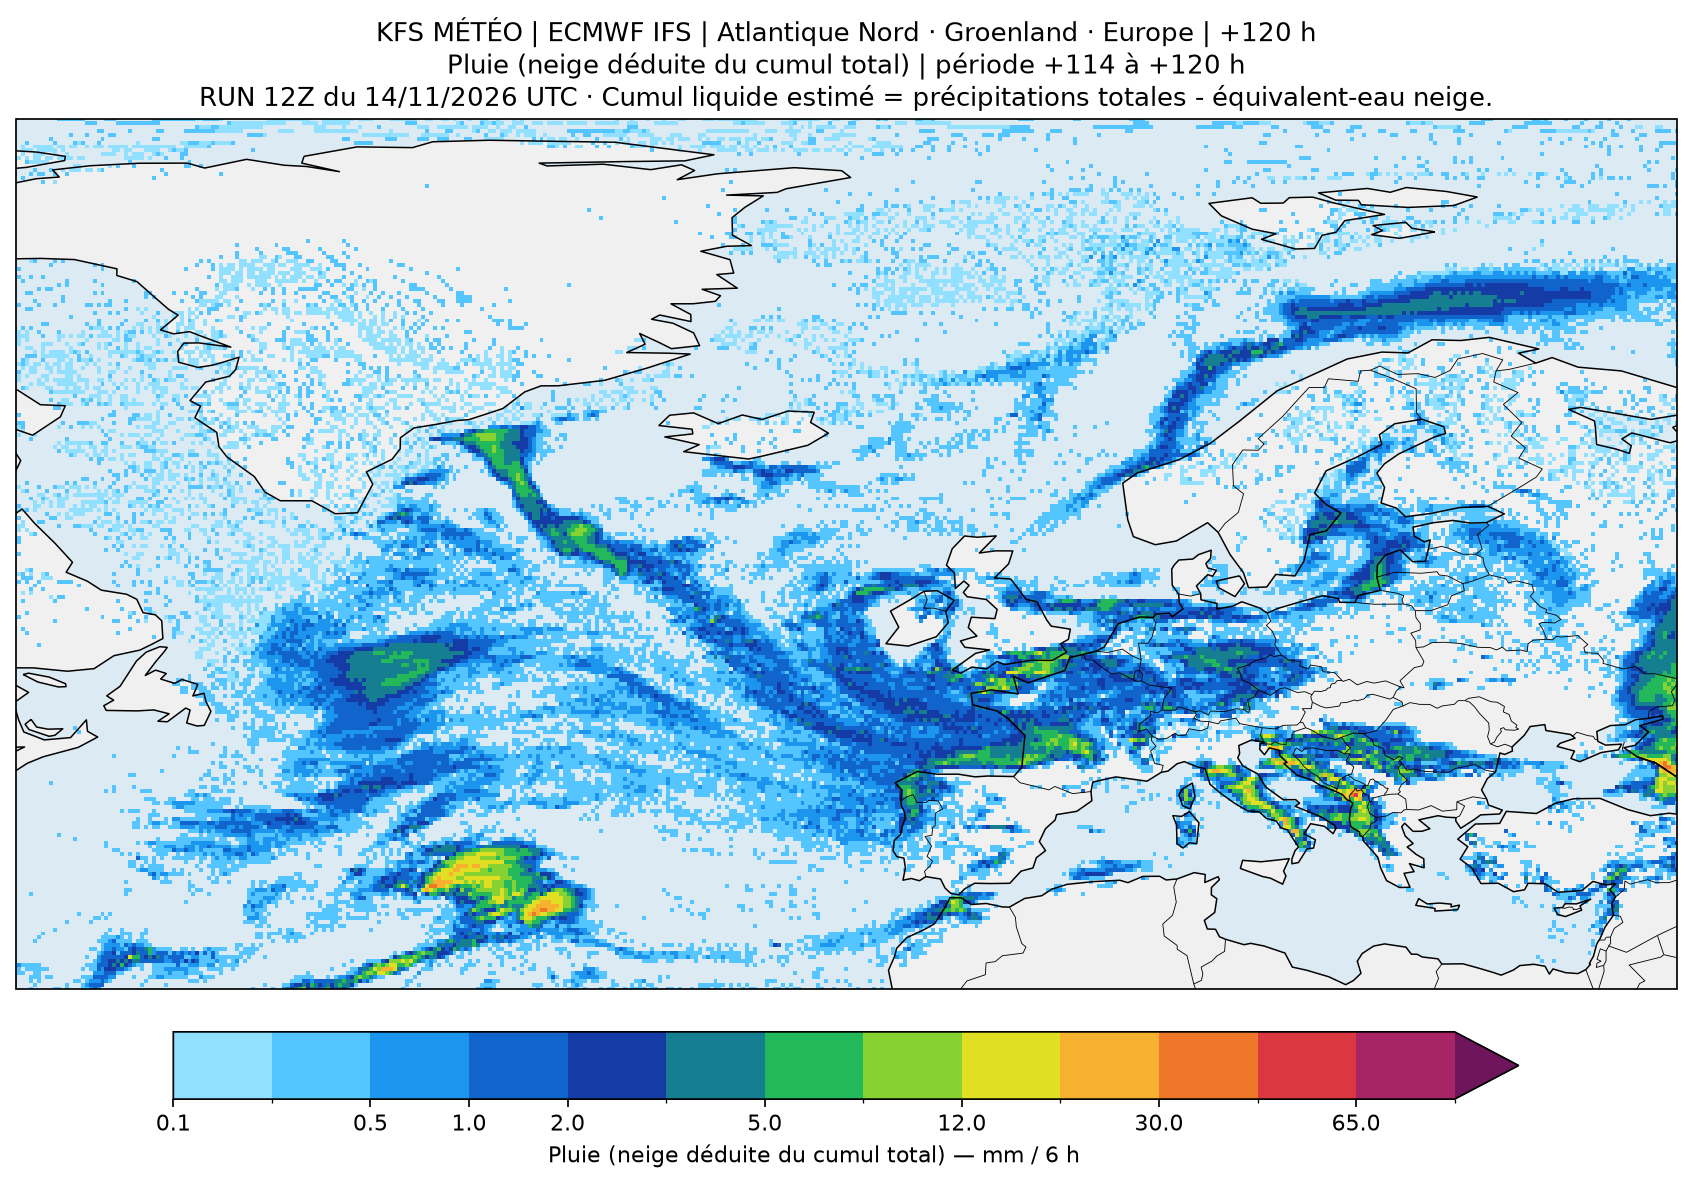 KFS MÉTÉO | ECMWF IFS | Atlantique Nord · Groenland · Europe | +120 h
Pluie (neige déduite du cumul total) | période +114 à +120 h
RUN 12Z du 14/11/2026 UTC · Cumul liquide estimé = précipitations totales - équivalent-eau neige.
0.1 0.5 1.0 2.0 5.0 12.0 30.0 65.0
Pluie (neige déduite du cumul total) — mm / 6 h